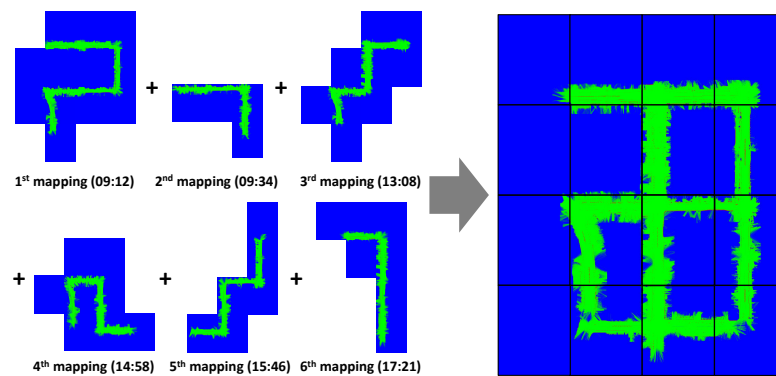 +
+
1st mapping (09:12)
2nd mapping (09:34)
3rd mapping (13:08)
+
+
+
4th mapping (14:58)
5th mapping (15:46)
6th mapping (17:21)